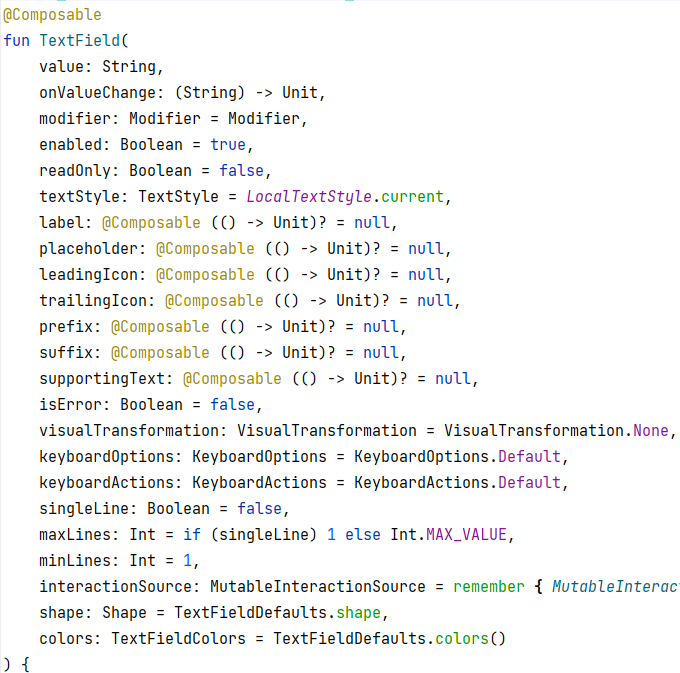 @Composable
fun TextField(
    value: String,
    onValueChange: (String) -> Unit,
    modifier: Modifier = Modifier,
    enabled: Boolean = true,
    readOnly: Boolean = false,
    textStyle: TextStyle = LocalTextStyle.current,
    label: @Composable (() -> Unit)? = null,
    placeholder: @Composable (() -> Unit)? = null,
    leadingIcon: @Composable (() -> Unit)? = null,
    trailingIcon: @Composable (() -> Unit)? = null,
    prefix: @Composable (() -> Unit)? = null,
    suffix: @Composable (() -> Unit)? = null,
    supportingText: @Composable (() -> Unit)? = null,
    isError: Boolean = false,
    visualTransformation: VisualTransformation = VisualTransformation.None,
    keyboardOptions: KeyboardOptions = KeyboardOptions.Default,
    keyboardActions: KeyboardActions = KeyboardActions.Default,
    singleLine: Boolean = false,
    maxLines: Int = if (singleLine) 1 else Int.MAX_VALUE,
    minLines: Int = 1,
    interactionSource: MutableInteractionSource = remember { MutableInterac
    shape: Shape = TextFieldDefaults.shape,
    colors: TextFieldColors = TextFieldDefaults.colors()
) {